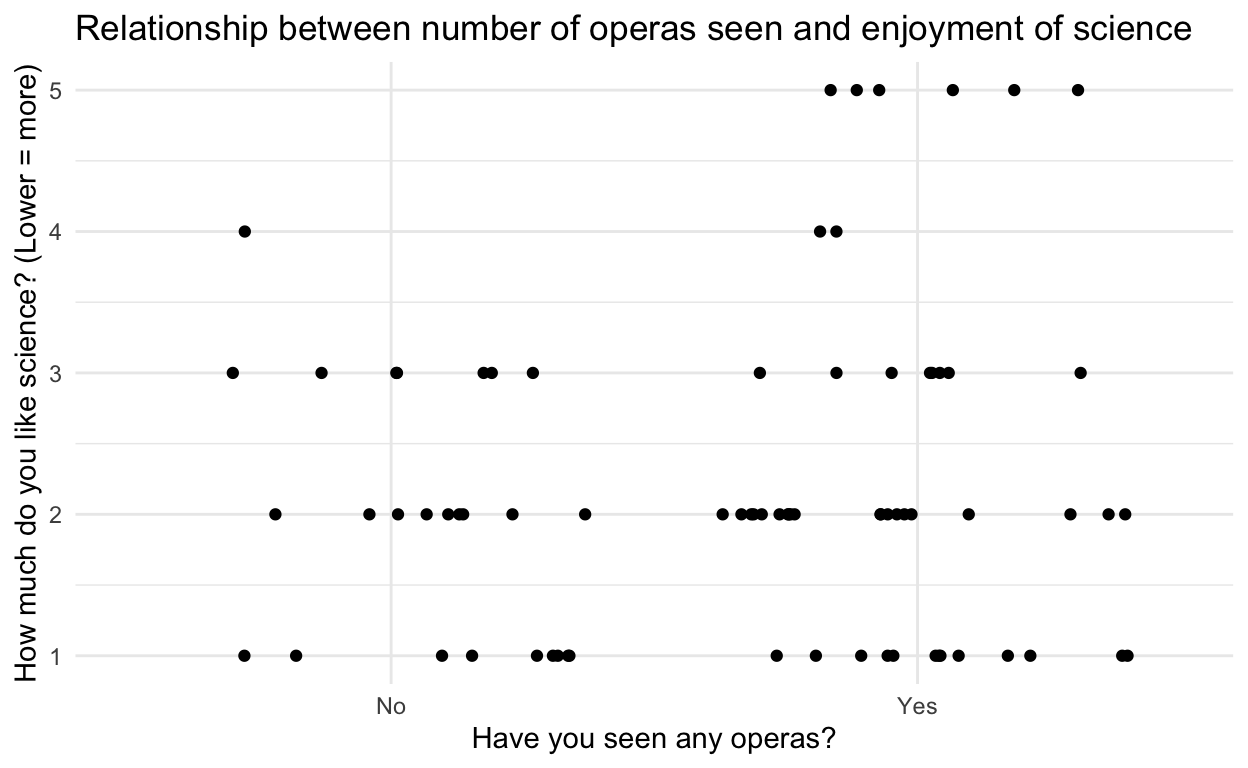 Relationship between number of operas seen and enjoyment of science
How much do you like science? (Lower = more)
5
4
3
2
1
No
Yes
Have you seen any operas?